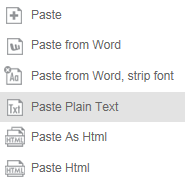 Paste
Paste from Word
Paste from Word, strip font
Paste Plain Text
Paste As Html
Paste Html